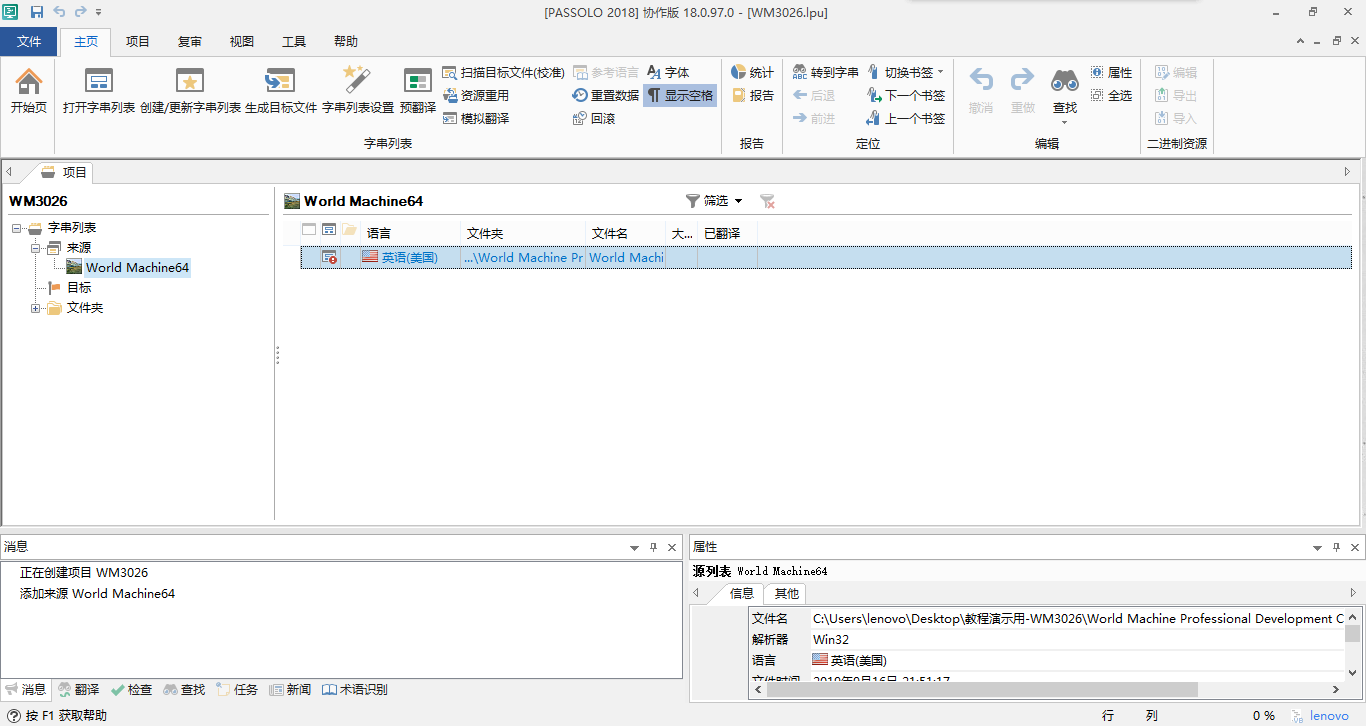 [PASSOLO 2018] 协作版 18.0.97.0 - [WM3026.lpu]
文件 主页 项目 复审 视图 工具 帮助
开始页 打开字串列表 创建/更新字串列表 生成目标文件 字串列表设置 预翻译
扫描目标文件(校准) 参考语言 字体
资源重用 重置数据 显示空格
模拟翻译 回滚
字串列表
统计
报告
报告
转到字串 切换书签
后退 下一个书签
前进 上一个书签
定位
撤消 重做 查找
属性
全选
编辑
编辑
导出
导入
二进制资源
项目
WM3026
字串列表
来源
World Machine64
目标
文件夹
World Machine64 筛选
语言 文件夹 文件名 大... 已翻译
英语(美国) ...\World Machine Pr World Machi
消息
正在创建项目 WM3026
添加来源 World Machine64
消息 翻译 检查 查找 任务 新闻 术语识别
属性
源列表 World Machine64
信息 其他
文件名 C:\Users\lenovo\Desktop\教程演示用-WM3026\World Machine Professional Development C
解析器 Win32
语言 英语(美国)
文件时间 2019年9月16日 21:51:17
按 F1 获取帮助 行 列 0 % lenovo